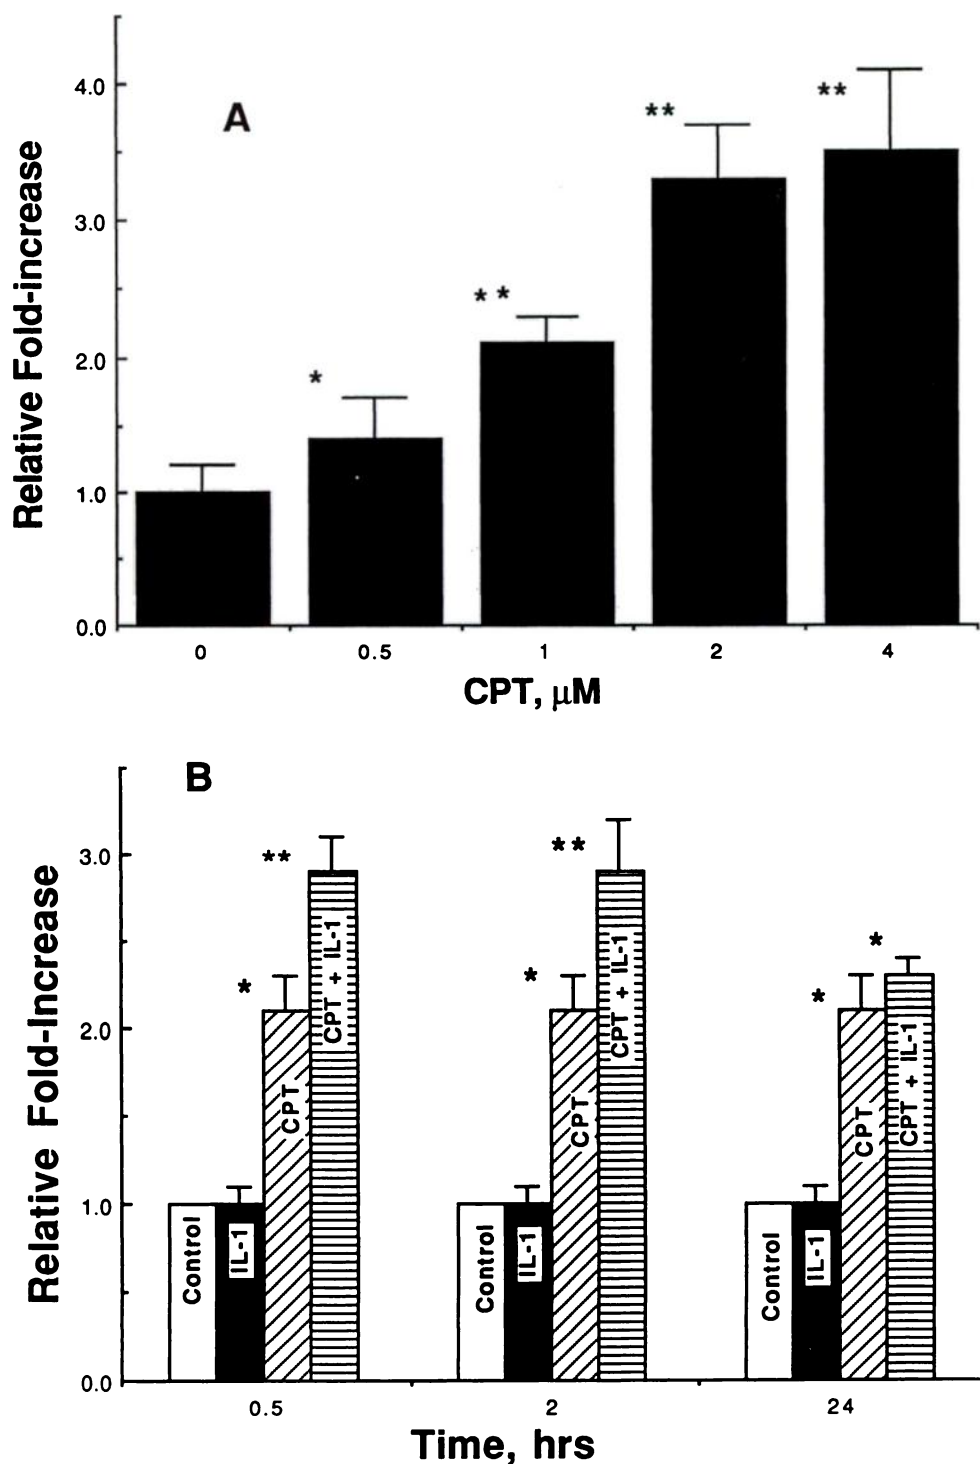 A
Relative Fold-increase
4.0
3.0
2.0
1.0
0.0
*
**
**
**
0
0.5
1
2
4
CPT, μM
B
Relative Fold-Increase
3.0
2.0
1.0
0.0
*
**
*
**
*
*
Control
IL-1
CPT
CPT + IL-1
Control
IL-1
CPT
CPT + IL-1
Control
IL-1
CPT
CPT + IL-1
0.5
2
24
Time, hrs